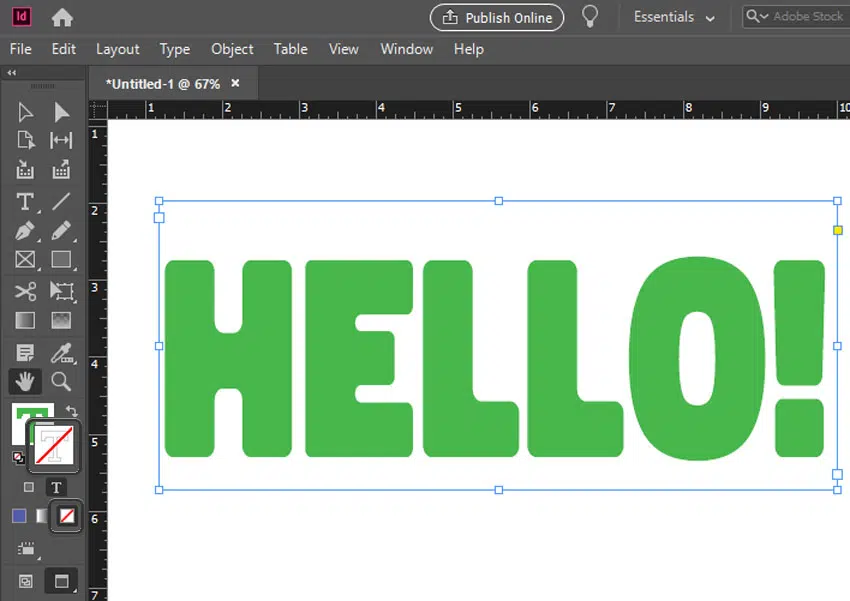 Id
Publish Online
Essentials
Adobe Stock
File Edit Layout Type Object Table View Window Help
*Untitled-1 @ 67% ×
1 2 3 4 5 6 7 8 9 10
1
2
3
4
5
6
7
HELLO!
T
T
T